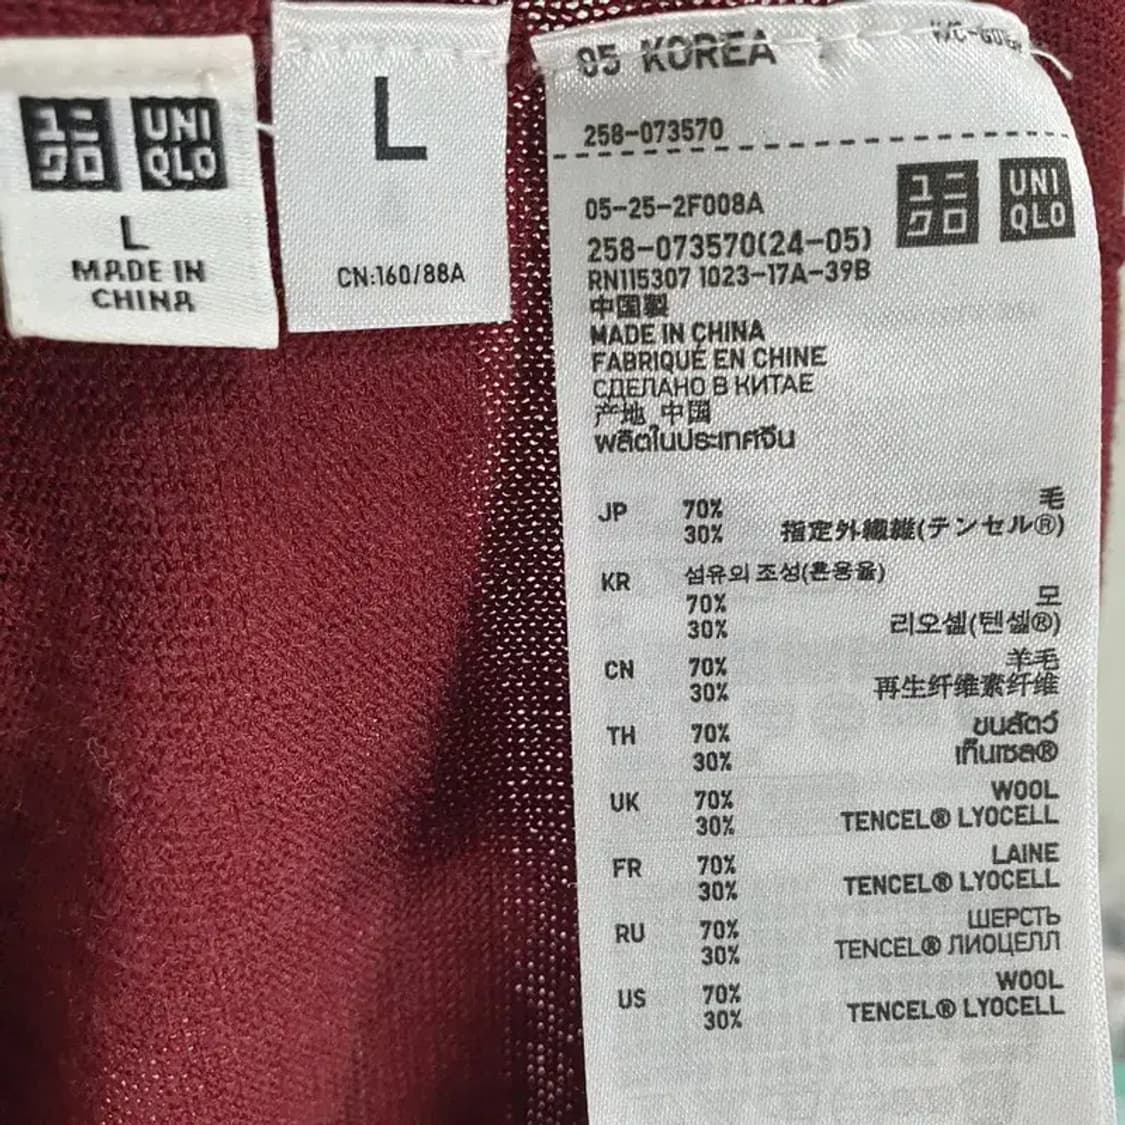 ユニ
クロ
UNI
QLO
L
MADE IN
CHINA
L
CN:160/88A
05 KOREA
258-073570
ユニ
クロ
UNI
QLO
05-25-2F008A
258-073570(24-05)
RN115307 1023-17A-39B
中国製
MADE IN CHINA
FABRIQUÉ EN CHINE
СДЕЛАНО В КИТАЕ
产地 中国
ผลิตในประเทศจีน
JP 70% 毛
30% 指定外繊維(テンセル®)
KR 섬유의 조성(혼용율)
70% 모
30% 리오셀(텐셀®)
CN 70% 羊毛
30% 再生纤维素纤维
TH 70% ขนสัตว์
30% เท็นเซล®
UK 70% WOOL
30% TENCEL® LYOCELL
FR 70% LAINE
30% TENCEL® LYOCELL
RU 70% ШЕРСТЬ
30% TENCEL® ЛИОЦЕЛЛ
US 70% WOOL
30% TENCEL® LYOCELL